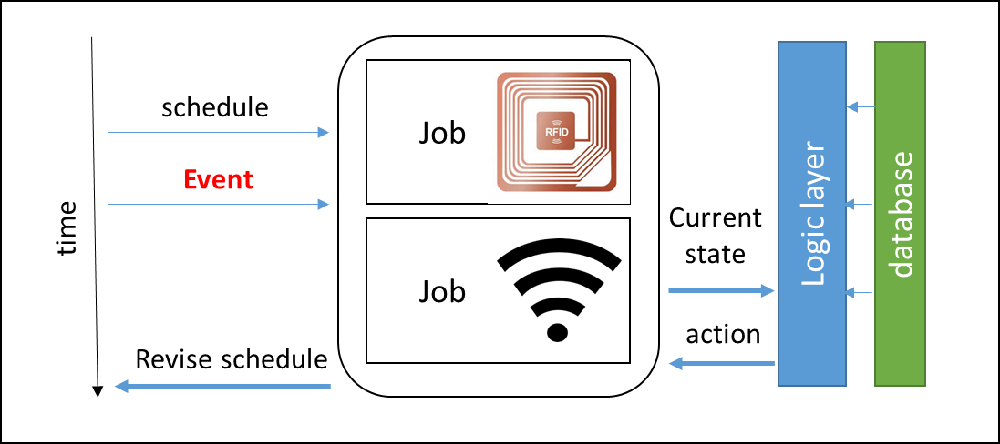 schedule
Event
time
Revise schedule
Job
RFID
Job
Current
state
action
Logic layer
database